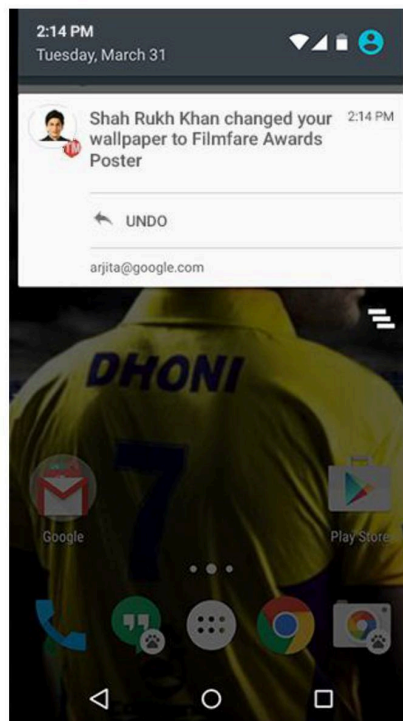 2:14 PM
Tuesday, March 31
Shah Rukh Khan changed your 2:14 PM
wallpaper to Filmfare Awards
Poster
UNDO
arjita@google.com
DHONI
7
Google
Play Store